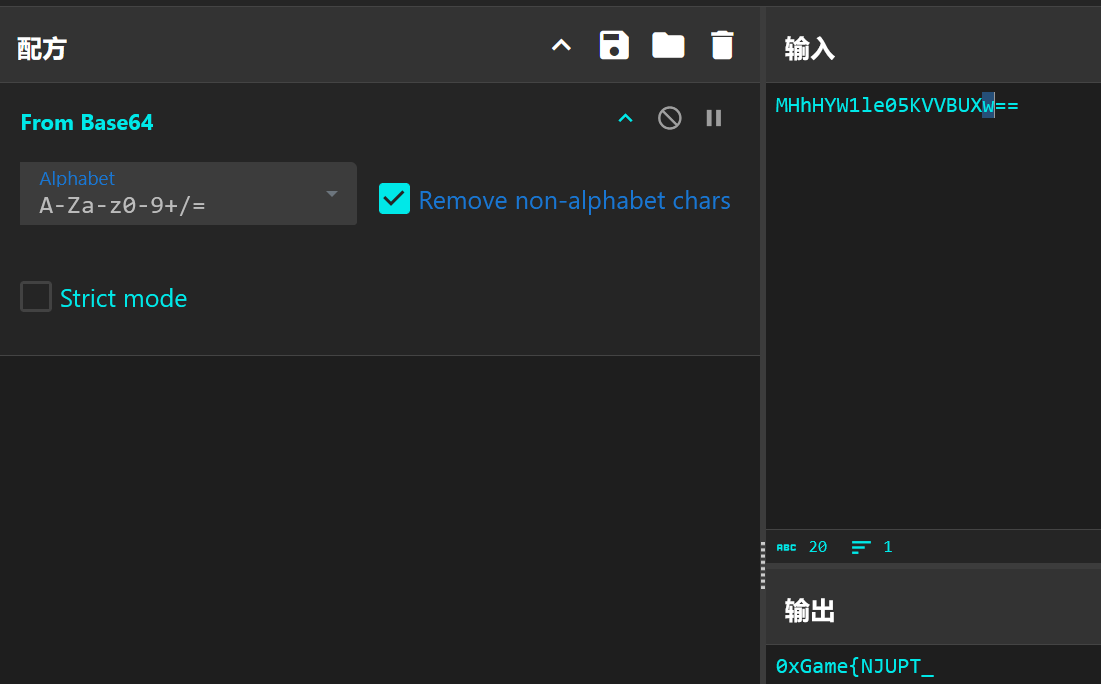 配方
From Base64
Alphabet
A-Za-z0-9+/=
Remove non-alphabet chars
Strict mode
输入
MHhHYW1le05KVVBUXw==
ABC 20 1
输出
0xGame{NJUPT_